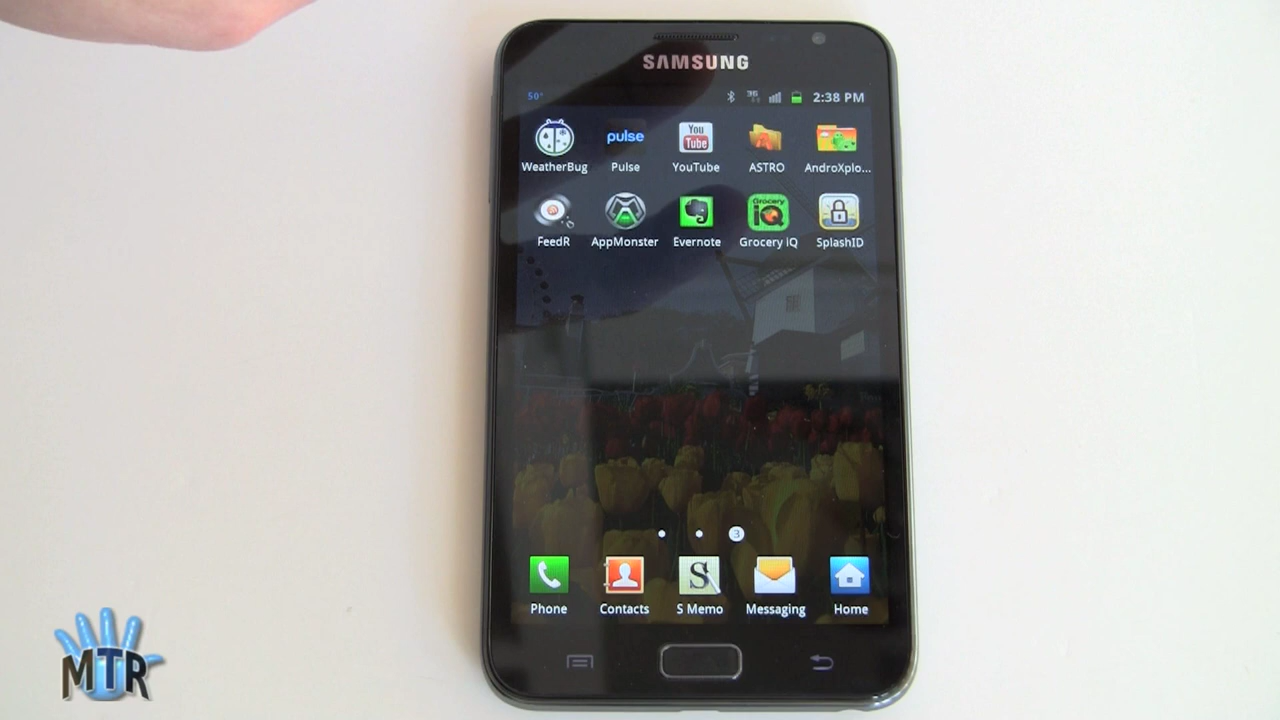 SAMSUNG
50° 3G 2:38 PM
pulse You Tube Grocery iQ
WeatherBug Pulse YouTube ASTRO AndroXplo...
FeedR AppMonster Evernote Grocery iQ SplashID
3
S
Phone Contacts S Memo Messaging Home
MTR